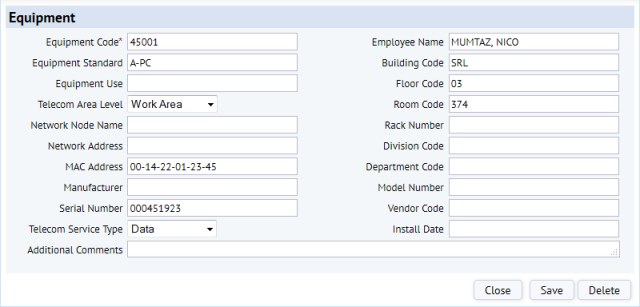 Equipment
Equipment Code* 45001 Employee Name MUMTAZ, NICO
Equipment Standard A-PC Building Code SRL
Equipment Use Floor Code 03
Telecom Area Level Work Area Room Code 374
Network Node Name Rack Number
Network Address Division Code
MAC Address 00-14-22-01-23-45 Department Code
Manufacturer Model Number
Serial Number 000451923 Vendor Code
Telecom Service Type Data Install Date
Additional Comments
Close Save Delete